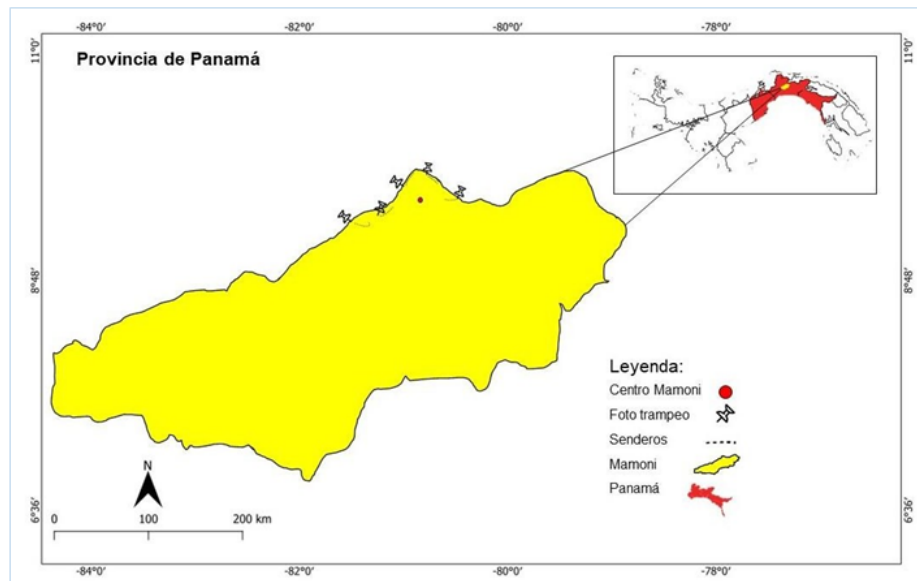 -84°0′ -82°0′ -80°0′ -78°0′
11°0′ 11°0′
Provincia de Panamá
8°48′ 8°48′
Leyenda:
Centro Mamoni
Foto trampeo
Senderos
Mamoni
Panamá
N
0 100 200 km
6°36′ 6°36′
-84°0′ -82°0′ -80°0′ -78°0′